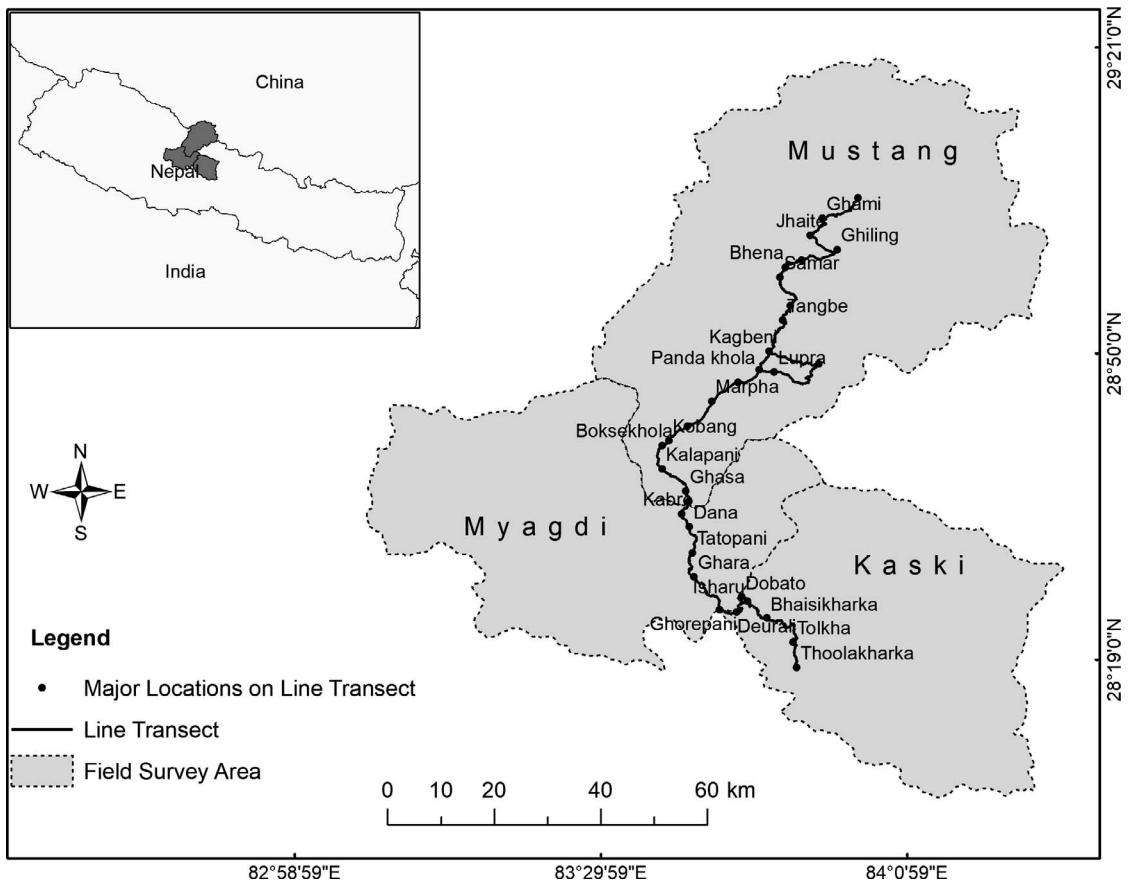 China
Nepal
India
29°21'0"N
Mustang
Ghami
Jhaite
Ghiling
Bhena
Samar
Tangbe
Kagbeni
28°50'0"N
Panda khola
Lupra
Marpha
Kobang
Boksekhola
Kalapani
Ghasa
Kabre
Dana
Myagdi
Tatopani
Kaski
Ghara
Isharu
Dobato
Bhaisikharka
Ghorepani
Deurali
Tolkha
Thoolakharka
28°19'0"N
N
W
E
S
Legend
Major Locations on Line Transect
Line Transect
Field Survey Area
0 10 20 40 60 km
82°58'59"E
83°29'59"E
84°0'59"E